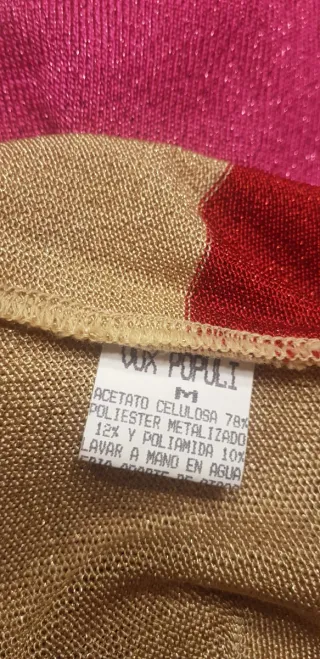 VOX POPULI
M
ACETATO CELULOSA 78%
POLIESTER METALIZADO
12% Y POLIAMIDA 10%
LAVAR A MANO EN AGUA